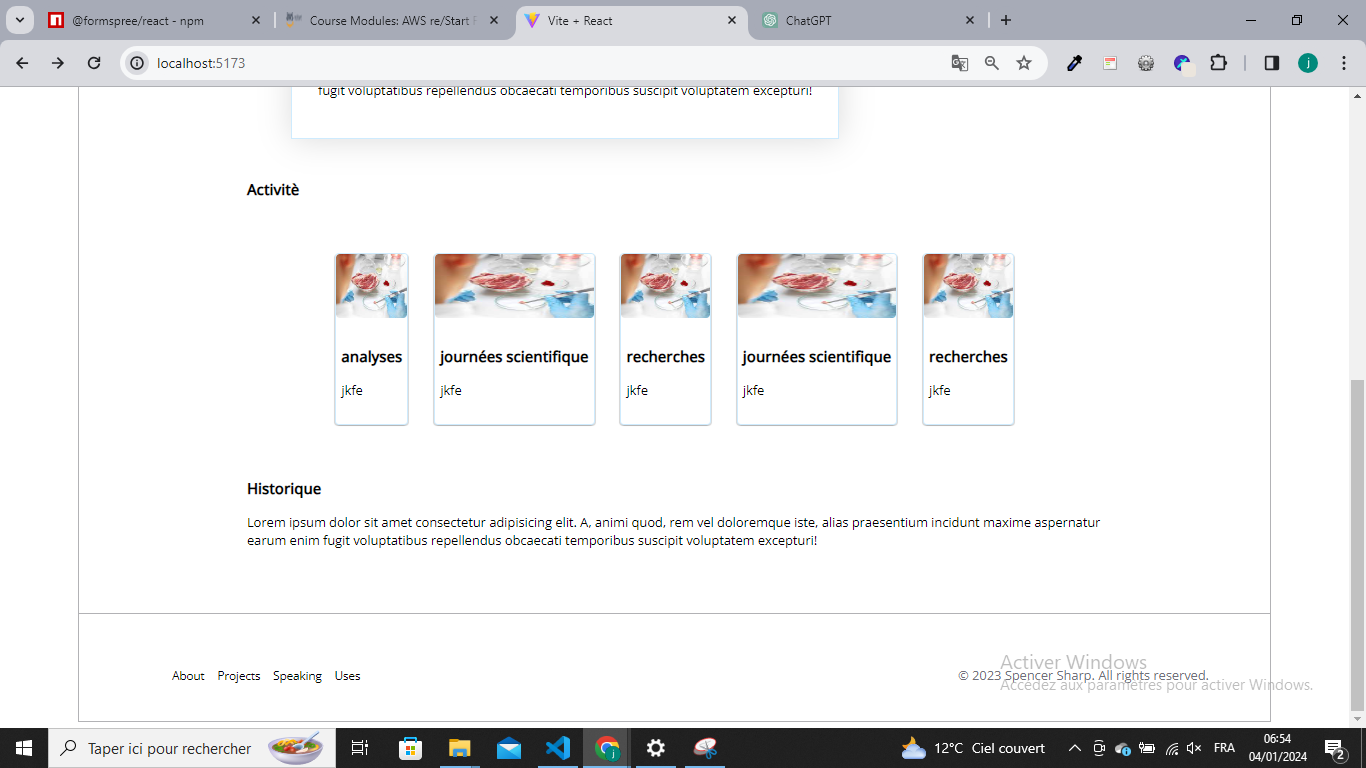 @formspree/react - npm
Course Modules: AWS re/Start
Vite + React
ChatGPT
localhost:5173
j
fugit voluptatibus repellendus obcaecati temporibus suscipit voluptatem excepturi!
Activitè
analyses
jkfe
journées scientifique
jkfe
recherches
jkfe
journées scientifique
jkfe
recherches
jkfe
Historique
Lorem ipsum dolor sit amet consectetur adipisicing elit. A, animi quod, rem vel doloremque iste, alias praesentium incidunt maxime aspernatur
earum enim fugit voluptatibus repellendus obcaecati temporibus suscipit voluptatem excepturi!
About Projects Speaking Uses
© 2023 Spencer Sharp. All rights reserved.
Activer Windows
Accédez aux paramètres pour activer Windows.
Taper ici pour rechercher
12°C Ciel couvert
FRA
06:54
04/01/2024
2